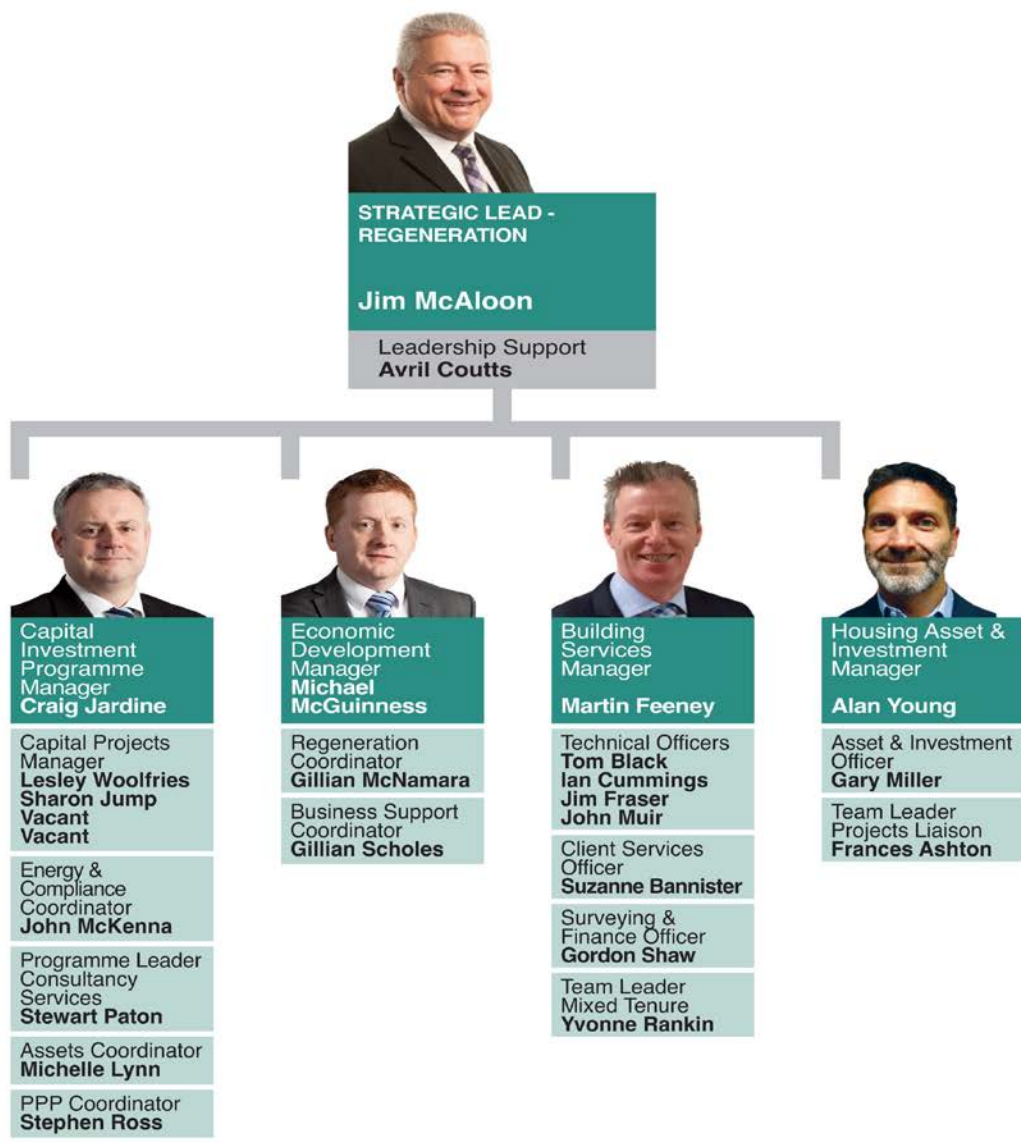 STRATEGIC LEAD -
REGENERATION
Jim McAloon
Leadership Support
Avril Coutts
Capital
Investment
Programme
Manager
Craig Jardine
Capital Projects
Manager
Lesley Woolfries
Sharon Jump
Vacant
Vacant
Energy &
Compliance
Coordinator
John McKenna
Programme Leader
Consultancy
Services
Stewart Paton
Assets Coordinator
Michelle Lynn
PPP Coordinator
Stephen Ross
Economic
Development
Manager
Michael
McGuinness
Regeneration
Coordinator
Gillian McNamara
Business Support
Coordinator
Gillian Scholes
Building
Services
Manager
Martin Feeney
Technical Officers
Tom Black
Ian Cummings
Jim Fraser
John Muir
Client Services
Officer
Suzanne Bannister
Surveying &
Finance Officer
Gordon Shaw
Team Leader
Mixed Tenure
Yvonne Rankin
Housing Asset &
Investment
Manager
Alan Young
Asset & Investment
Officer
Gary Miller
Team Leader
Projects Liaison
Frances Ashton